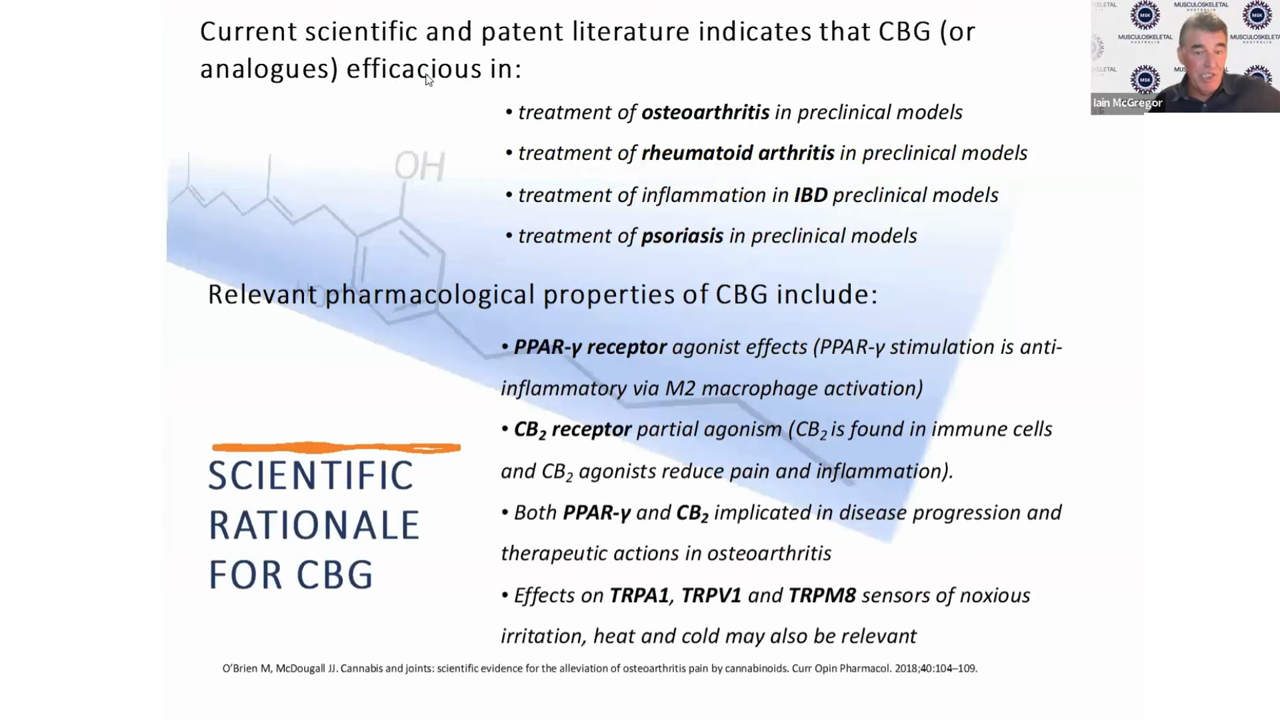 Current scientific and patent literature indicates that CBG (or
analogues) efficacious in:
• treatment of osteoarthritis in preclinical models
• treatment of rheumatoid arthritis in preclinical models
• treatment of inflammation in IBD preclinical models
• treatment of psoriasis in preclinical models
OH
Relevant pharmacological properties of CBG include:
• PPAR-γ receptor agonist effects (PPAR-γ stimulation is anti-
inflammatory via M2 macrophage activation)
• CB₂ receptor partial agonism (CB₂ is found in immune cells
and CB₂ agonists reduce pain and inflammation).
• Both PPAR-γ and CB₂ implicated in disease progression and
therapeutic actions in osteoarthritis
• Effects on TRPA1, TRPV1 and TRPM8 sensors of noxious
irritation, heat and cold may also be relevant
SCIENTIFIC
RATIONALE
FOR CBG
O'Brien M, McDougall JJ. Cannabis and joints: scientific evidence for the alleviation of osteoarthritis pain by cannabinoids. Curr Opin Pharmacol. 2018;40:104–109.
MSK
MUSCULOSKELETAL
AUSTRALIA
MSK
Iain McGregor